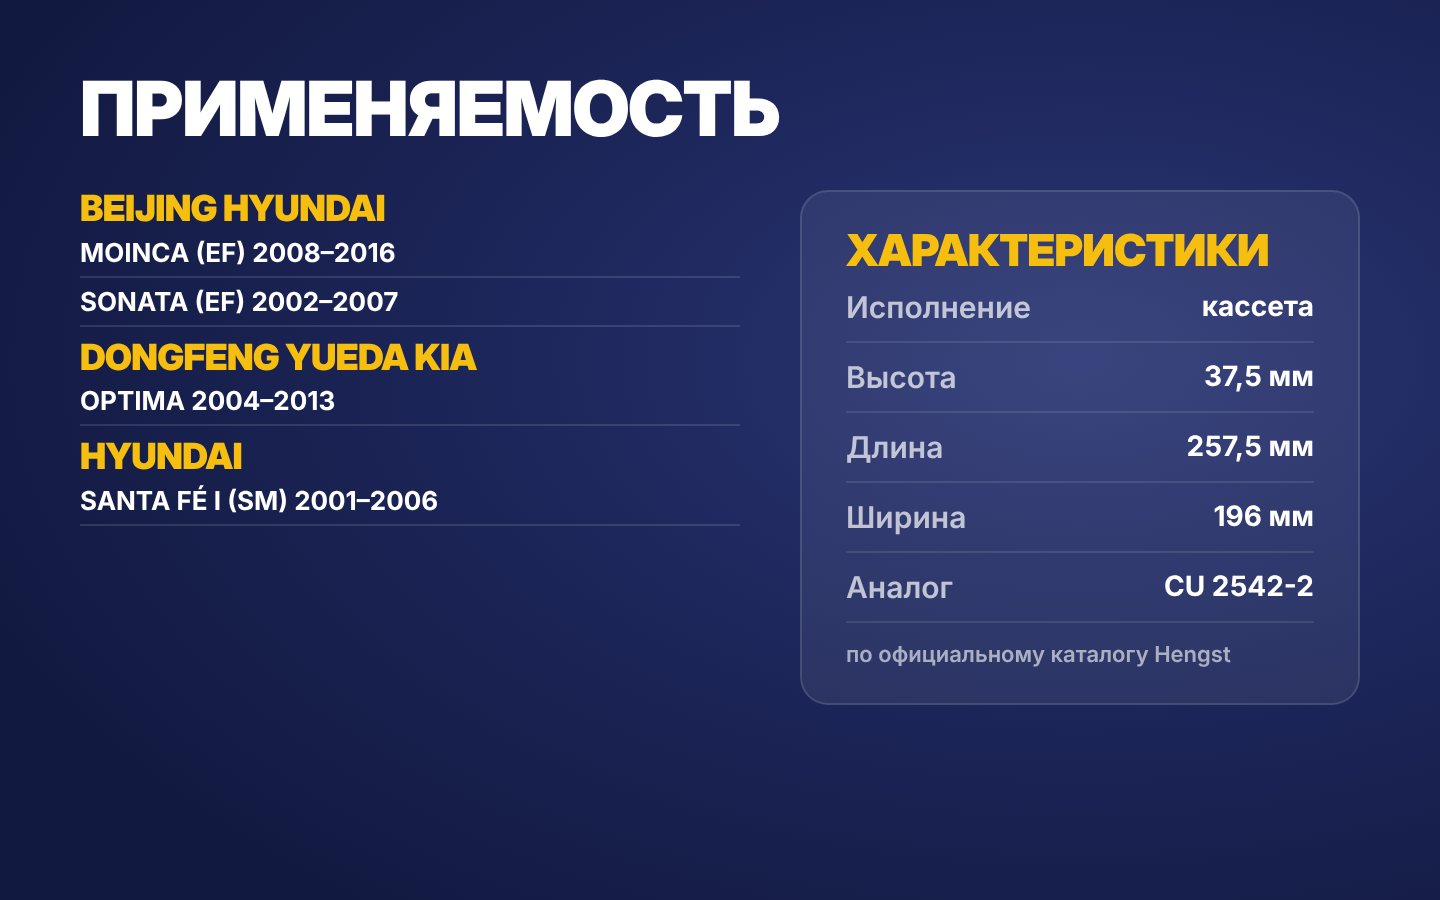 ПРИМЕНЯЕМОСТЬ
BEIJING HYUNDAI
MOINCA (EF) 2008–2016
SONATA (EF) 2002–2007
DONGFENG YUEDA KIA
OPTIMA 2004–2013
HYUNDAI
SANTA FÉ I (SM) 2001–2006
ХАРАКТЕРИСТИКИ
Исполнение кассета
Высота 37,5 мм
Длина 257,5 мм
Ширина 196 мм
Аналог CU 2542-2
по официальному каталогу Hengst